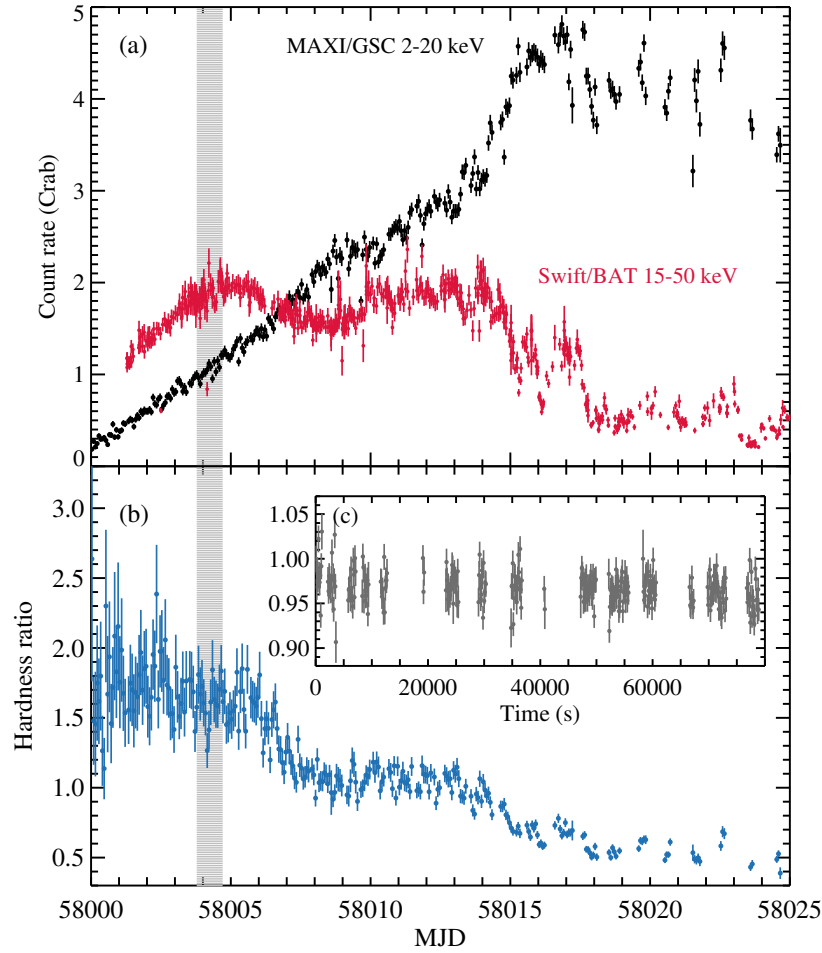 (a)
MAXI/GSC 2-20 keV
Swift/BAT 15-50 keV
Count rate (Crab)
5
4
3
2
1
0
(b)
Hardness ratio
3.0
2.5
2.0
1.5
1.0
0.5
(c)
1.05
1.00
0.95
0.90
0 20000 40000 60000
Time (s)
58000 58005 58010 58015 58020 58025
MJD